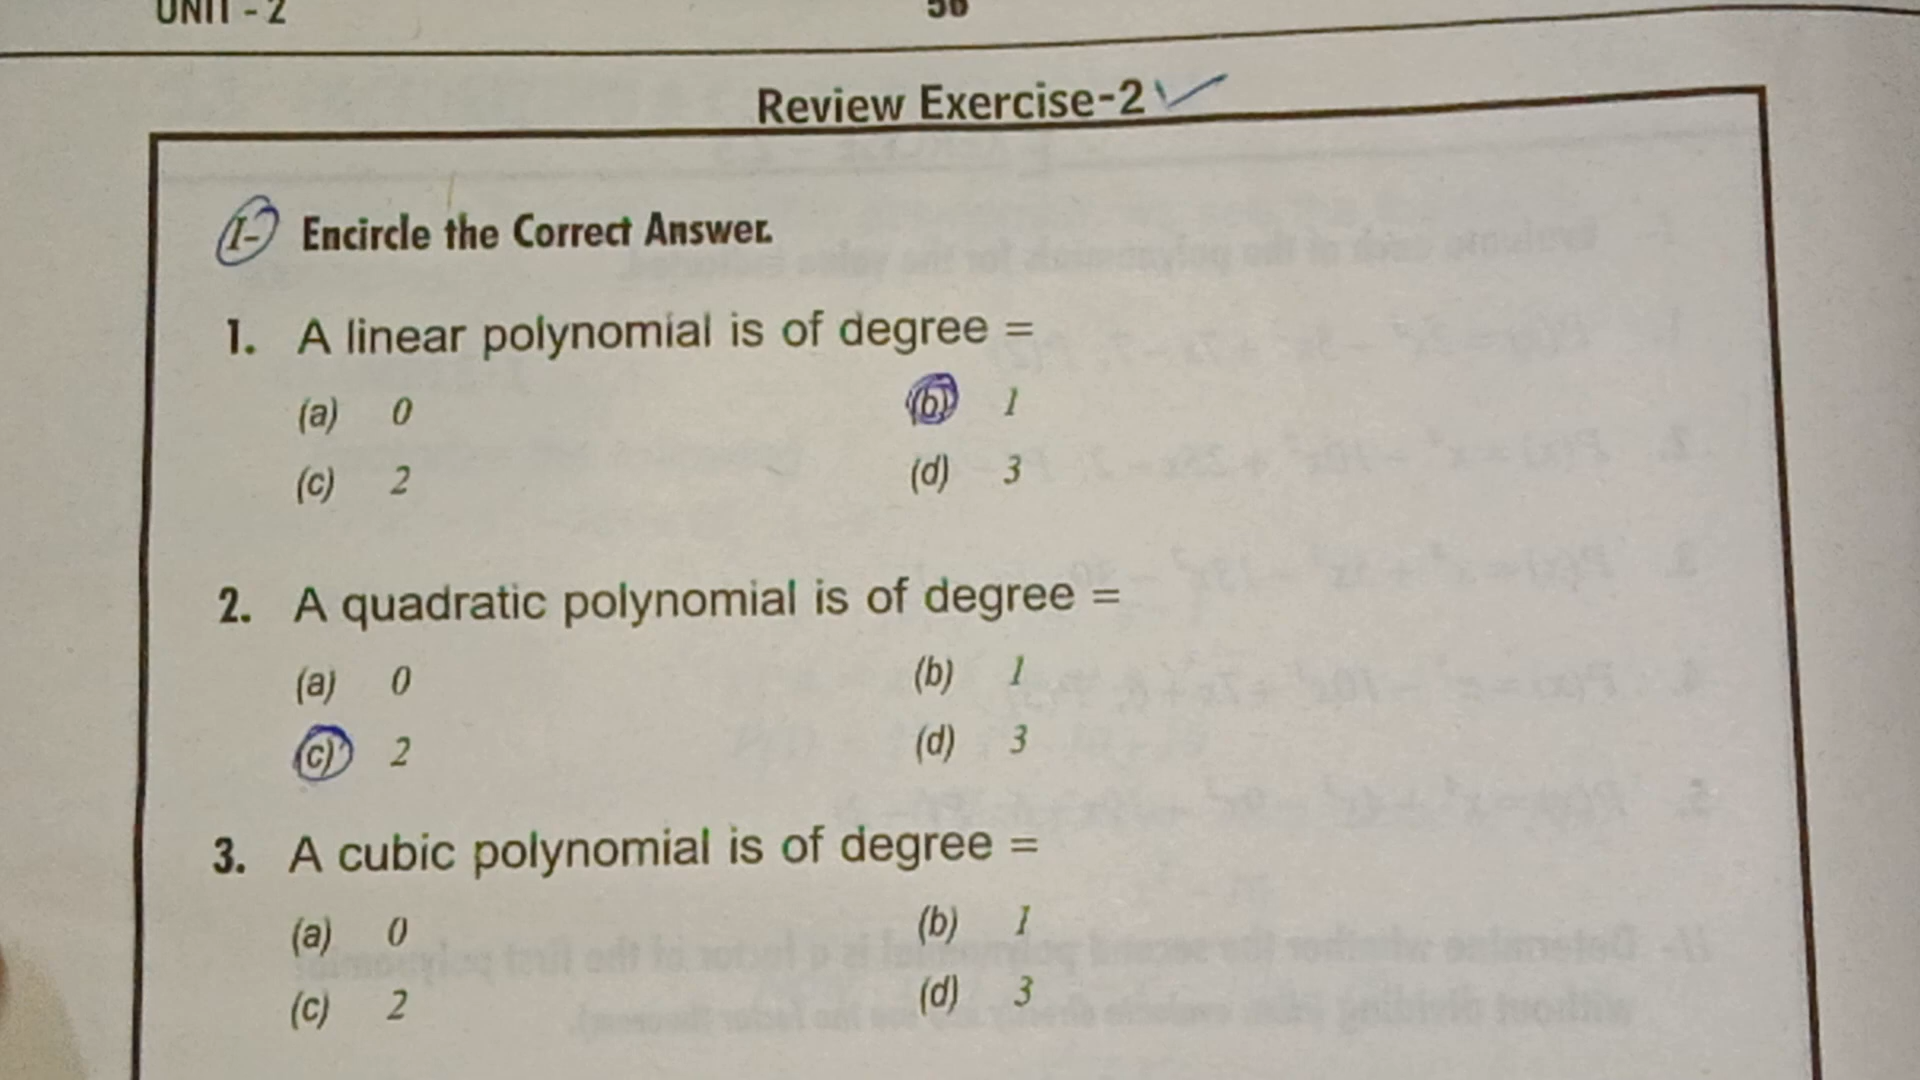 UNIT - 2
Review Exercise-2
I- Encircle the Correct Answer.
1. A linear polynomial is of degree =
(a) 0 (b) 1
(c) 2 (d) 3
2. A quadratic polynomial is of degree =
(a) 0 (b) 1
(c) 2 (d) 3
3. A cubic polynomial is of degree =
(a) 0 (b) 1
(c) 2 (d) 3